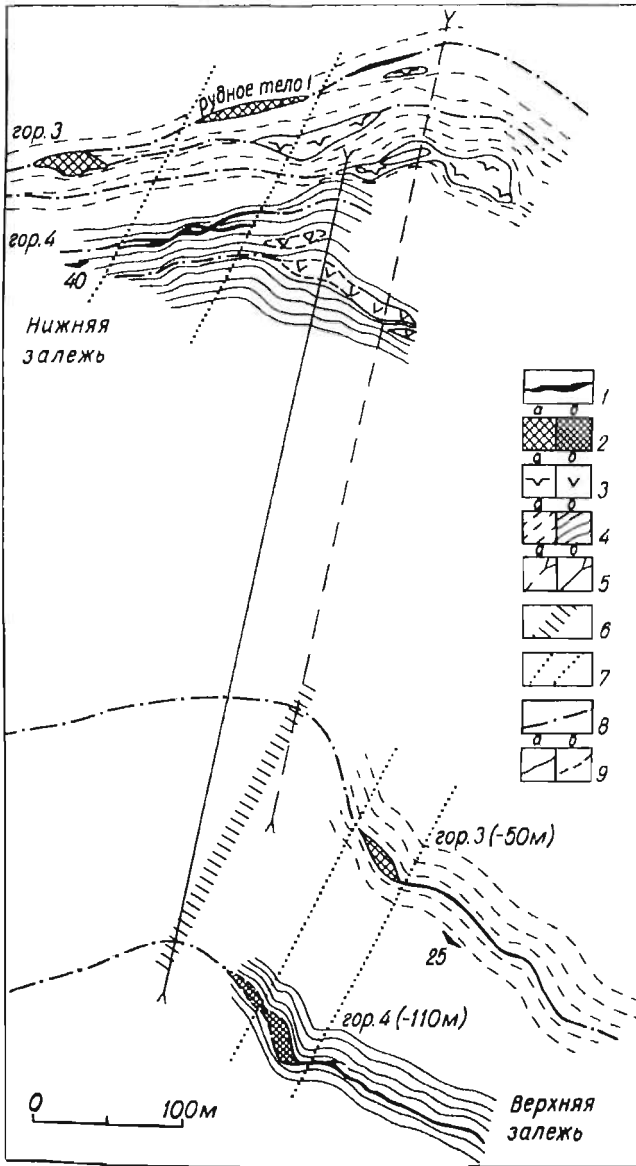 рудное тело 1
гор. 3
гор. 4
40
Нижняя
залежь
1
а б
2
а б
3
а б
4
а б
5
6
7
8
а б
9
гор. 3 (-50м)
25
гор. 4 (-110м)
0 100м
Верхняя
залежь